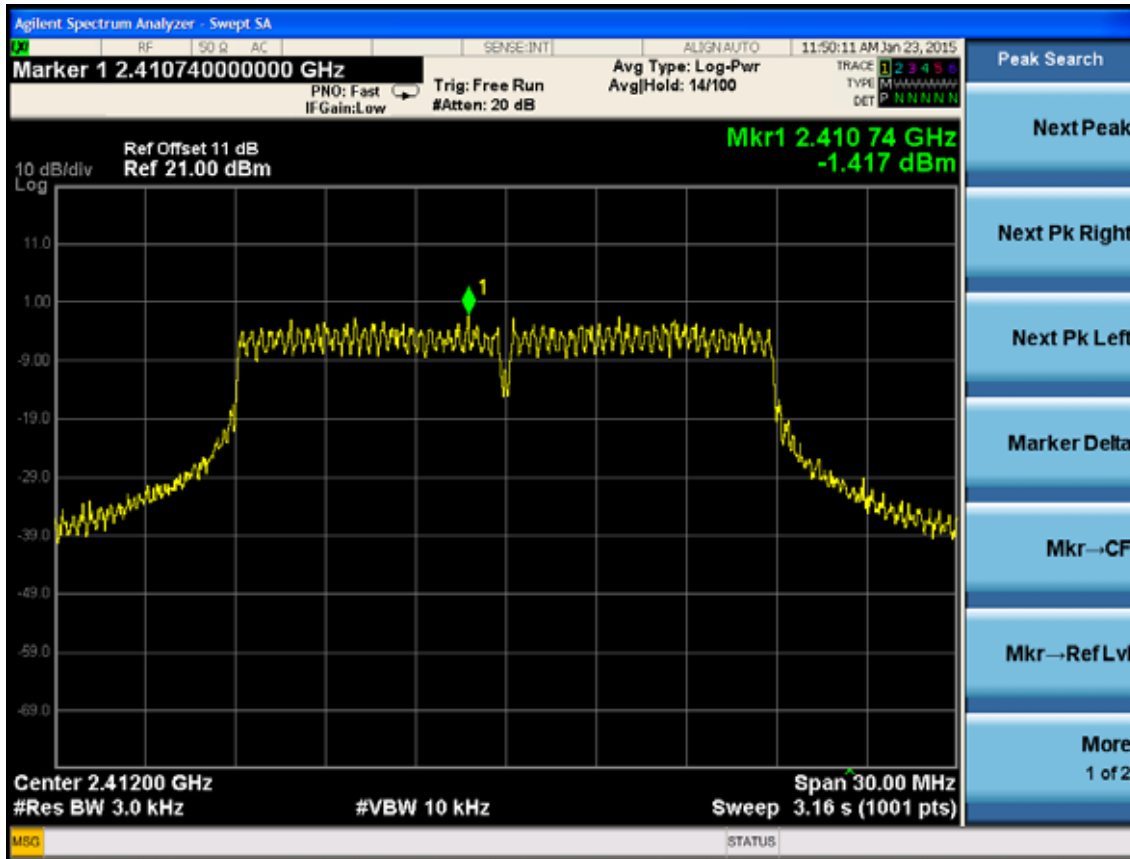 Agilent Spectrum Analyzer - Swept SA
RF 50 Ω AC SENSE:INT ALIGN AUTO 11:50:11 AM Jan 23, 2015
Marker 1 2.410740000000 GHz
PNO: Fast
IFGain:Low
Trig: Free Run
#Atten: 20 dB
Avg Type: Log-Pwr
Avg|Hold: 14/100
TRACE 1 2 3 4 5 6
TYPE M WWWWW
DET P N N N N N
Mkr1 2.410 74 GHz
-1.417 dBm
Ref Offset 11 dB
10 dB/div Ref 21.00 dBm
Log
11.0
1.00
-9.00
-19.0
-29.0
-39.0
-49.0
-59.0
-69.0
1
Center 2.41200 GHz Span 30.00 MHz
#Res BW 3.0 kHz #VBW 10 kHz Sweep 3.16 s (1001 pts)
MSG STATUS
Peak Search
Next Peak
Next Pk Right
Next Pk Left
Marker Delta
Mkr→CF
Mkr→Ref Lvl
More
1 of 2